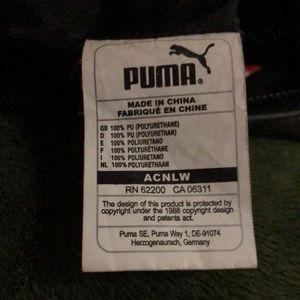 PUMA
MADE IN CHINA
FABRIQUÉ EN CHINE
GB 100% PU (POLYURETHANE)
D 100% PU (POLYURETHAN)
E 100% POLIURETANO
F 100% POLYURÉTHANE
I 100% POLIURETANO
NL 100% POLYURETHAAN
ACNLW
RN 62200 CA 06311
The design of this product is protected by
copyright under the 1988 copyright design
and patents act.
Puma SE, Puma Way 1, DE-91074
Herzogenaurach, Germany